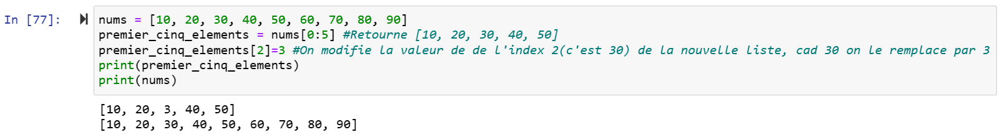 In [77]:
nums = [10, 20, 30, 40, 50, 60, 70, 80, 90]
premier_cinq_elements = nums[0:5] #Retourne [10, 20, 30, 40, 50]
premier_cinq_elements[2]=3 #On modifie la valeur de de l'index 2(c'est 30) de la nouvelle liste, cad 30 on le remplace par 3
print(premier_cinq_elements)
print(nums)
[10, 20, 3, 40, 50]
[10, 20, 30, 40, 50, 60, 70, 80, 90]